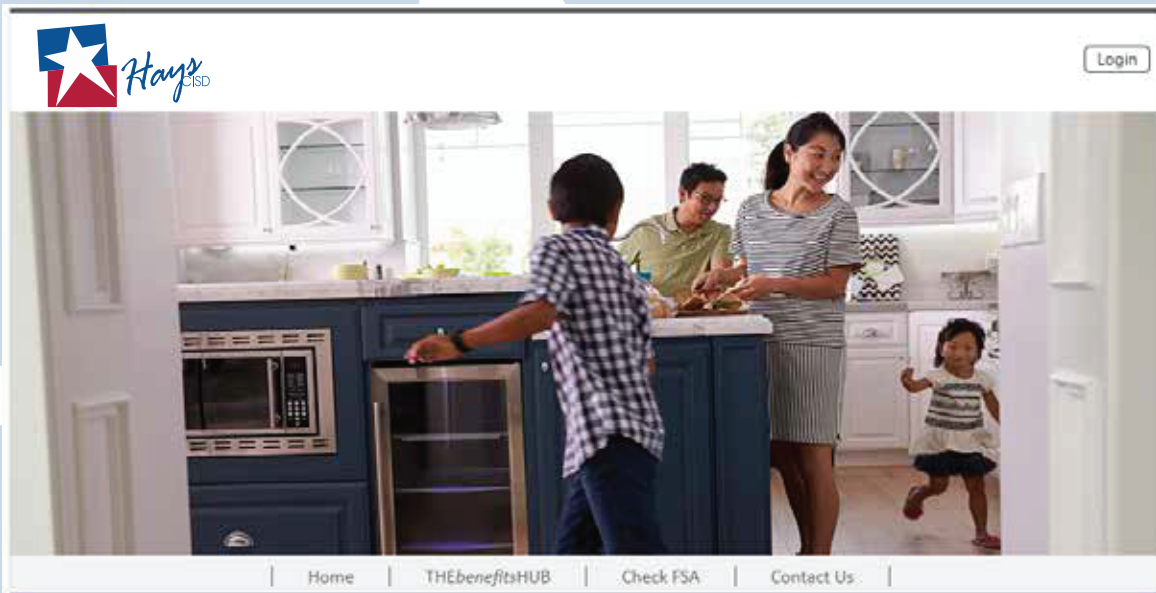 Hays
CISD
Login
Home | THEbenefitsHUB | Check FSA | Contact Us